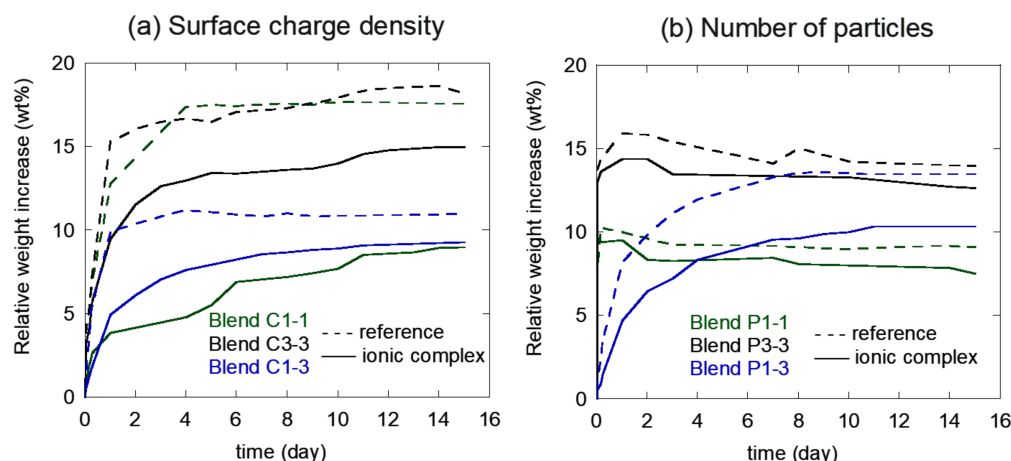 (a) Surface charge density
Relative weight increase (wt%)
20
15
10
5
0
Blend C1-1
Blend C3-3
Blend C1-3
reference
ionic complex
0 2 4 6 8 10 12 14 16
time (day)
(b) Number of particles
Relative weight increase (wt%)
20
15
10
5
0
Blend P1-1
Blend P3-3
Blend P1-3
reference
ionic complex
0 2 4 6 8 10 12 14 16
time (day)